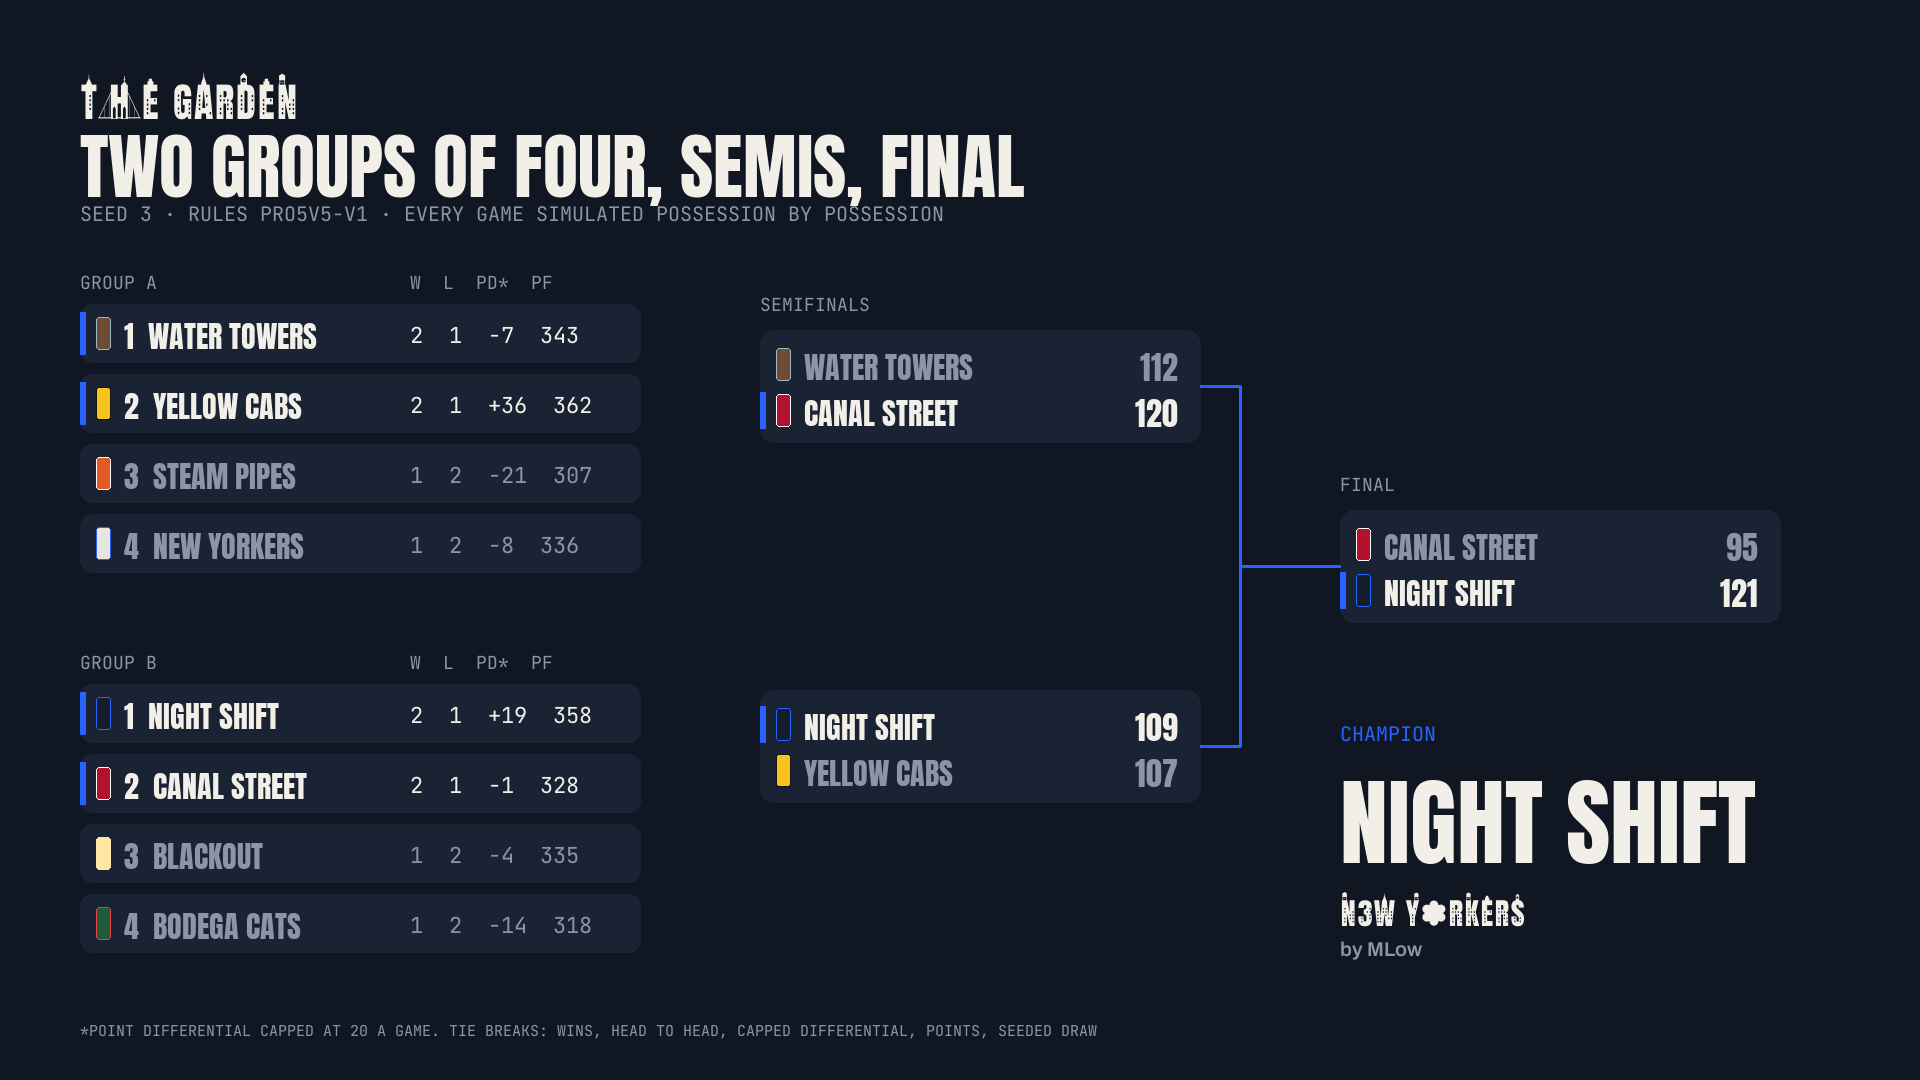 THE GARDEN
TWO GROUPS OF FOUR, SEMIS, FINAL
SEED 3 · RULES PRO5V5-V1 · EVERY GAME SIMULATED POSSESSION BY POSSESSION
GROUP A W L PD* PF
1 WATER TOWERS 2 1 -7 343
2 YELLOW CABS 2 1 +36 362
3 STEAM PIPES 1 2 -21 307
4 NEW YORKERS 1 2 -8 336
GROUP B W L PD* PF
1 NIGHT SHIFT 2 1 +19 358
2 CANAL STREET 2 1 -1 328
3 BLACKOUT 1 2 -4 335
4 BODEGA CATS 1 2 -14 318
SEMIFINALS
WATER TOWERS 112
CANAL STREET 120
NIGHT SHIFT 109
YELLOW CABS 107
FINAL
CANAL STREET 95
NIGHT SHIFT 121
CHAMPION
NIGHT SHIFT
N3W Y●RKERS
by MLow
*POINT DIFFERENTIAL CAPPED AT 20 A GAME. TIE BREAKS: WINS, HEAD TO HEAD, CAPPED DIFFERENTIAL, POINTS, SEEDED DRAW